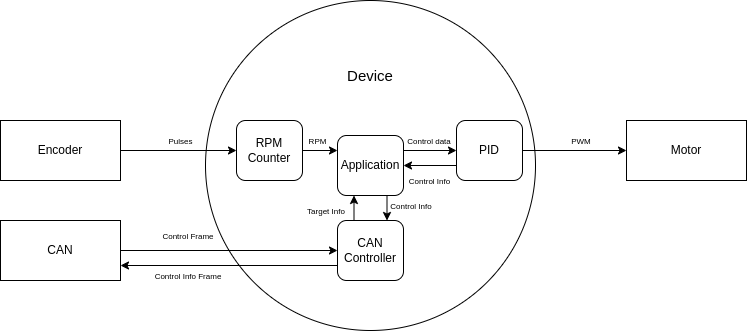 Device
Encoder
Pulses
RPM
Counter
RPM
Application
Control data
Control Info
PID
PWM
Motor
Target Info
Control Info
CAN
Control Frame
Control Info Frame
CAN
Controller